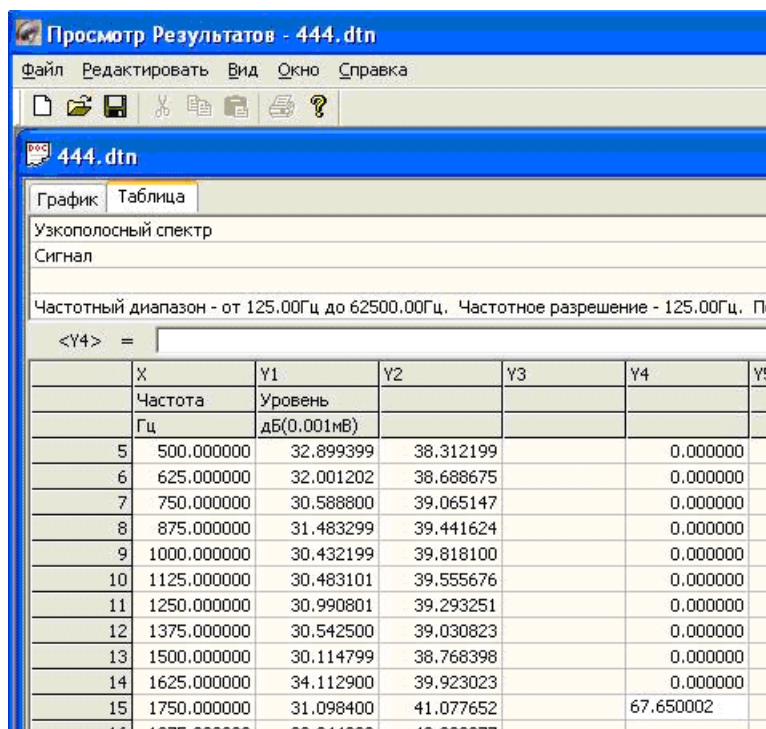 Просмотр Результатов - 444.dtn
Файл Редактировать Вид Окно Справка
444.dtn
График Таблица
Узкополосный спектр
Сигнал
Частотный диапазон - от 125.00Гц до 62500.00Гц. Частотное разрешение - 125.00Гц.
<Y4> =
X Y1 Y2 Y3 Y4
Частота Уровень
Гц дБ(0.001мВ)
5 500.000000 32.899399 38.312199 0.000000
6 625.000000 32.001202 38.688675 0.000000
7 750.000000 30.588800 39.065147 0.000000
8 875.000000 31.483299 39.441624 0.000000
9 1000.000000 30.432199 39.818100 0.000000
10 1125.000000 30.483101 39.555676 0.000000
11 1250.000000 30.990801 39.293251 0.000000
12 1375.000000 30.542500 39.030823 0.000000
13 1500.000000 30.114799 38.768398 0.000000
14 1625.000000 34.112900 39.923023 0.000000
15 1750.000000 31.098400 41.077652 67.650002